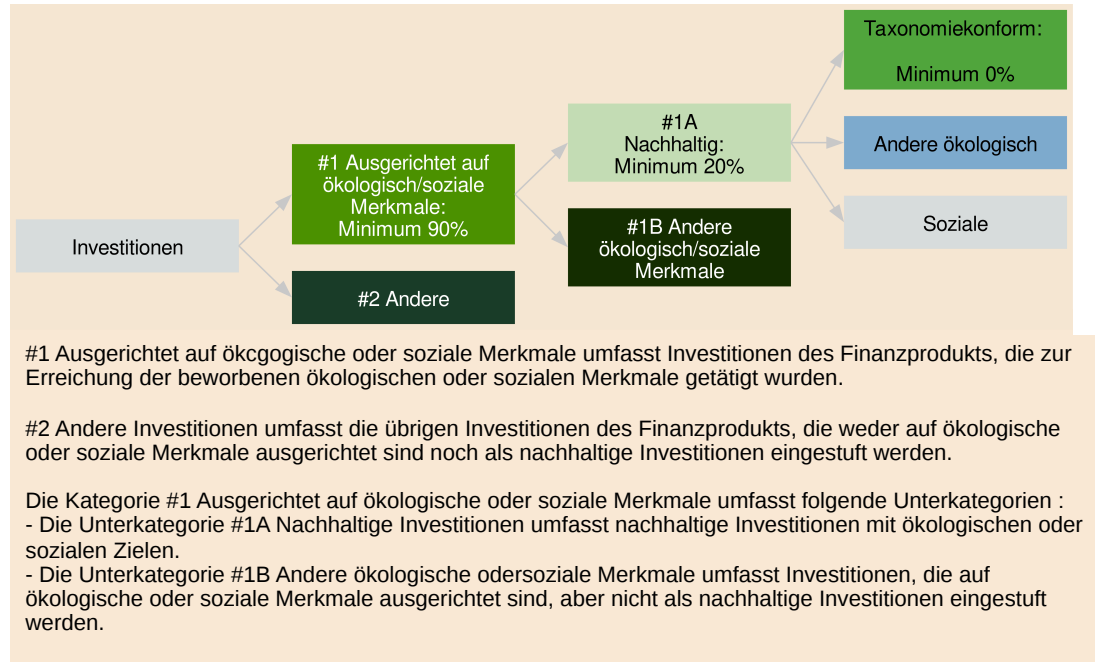 Taxonomiekonform:
Minimum 0%
#1A
Nachhaltig:
Minimum 20%
Andere ökologisch
#1 Ausgerichtet auf
ökologisch/soziale
Merkmale:
Minimum 90%
Investitionen
#1B Andere
ökologisch/soziale
Merkmale
Soziale
#2 Andere
#1 Ausgerichtet auf ökcgogische oder soziale Merkmale umfasst Investitionen des Finanzprodukts, die zur
Erreichung der beworbenen ökologischen oder sozialen Merkmale getätigt wurden.
#2 Andere Investitionen umfasst die übrigen Investitionen des Finanzprodukts, die weder auf ökologische
oder soziale Merkmale ausgerichtet sind noch als nachhaltige Investitionen eingestuft werden.
Die Kategorie #1 Ausgerichtet auf ökologische oder soziale Merkmale umfasst folgende Unterkategorien :
- Die Unterkategorie #1A Nachhaltige Investitionen umfasst nachhaltige Investitionen mit ökologischen oder
sozialen Zielen.
- Die Unterkategorie #1B Andere ökologische odersoziale Merkmale umfasst Investitionen, die auf
ökologische oder soziale Merkmale ausgerichtet sind, aber nicht als nachhaltige Investitionen eingestuft
werden.